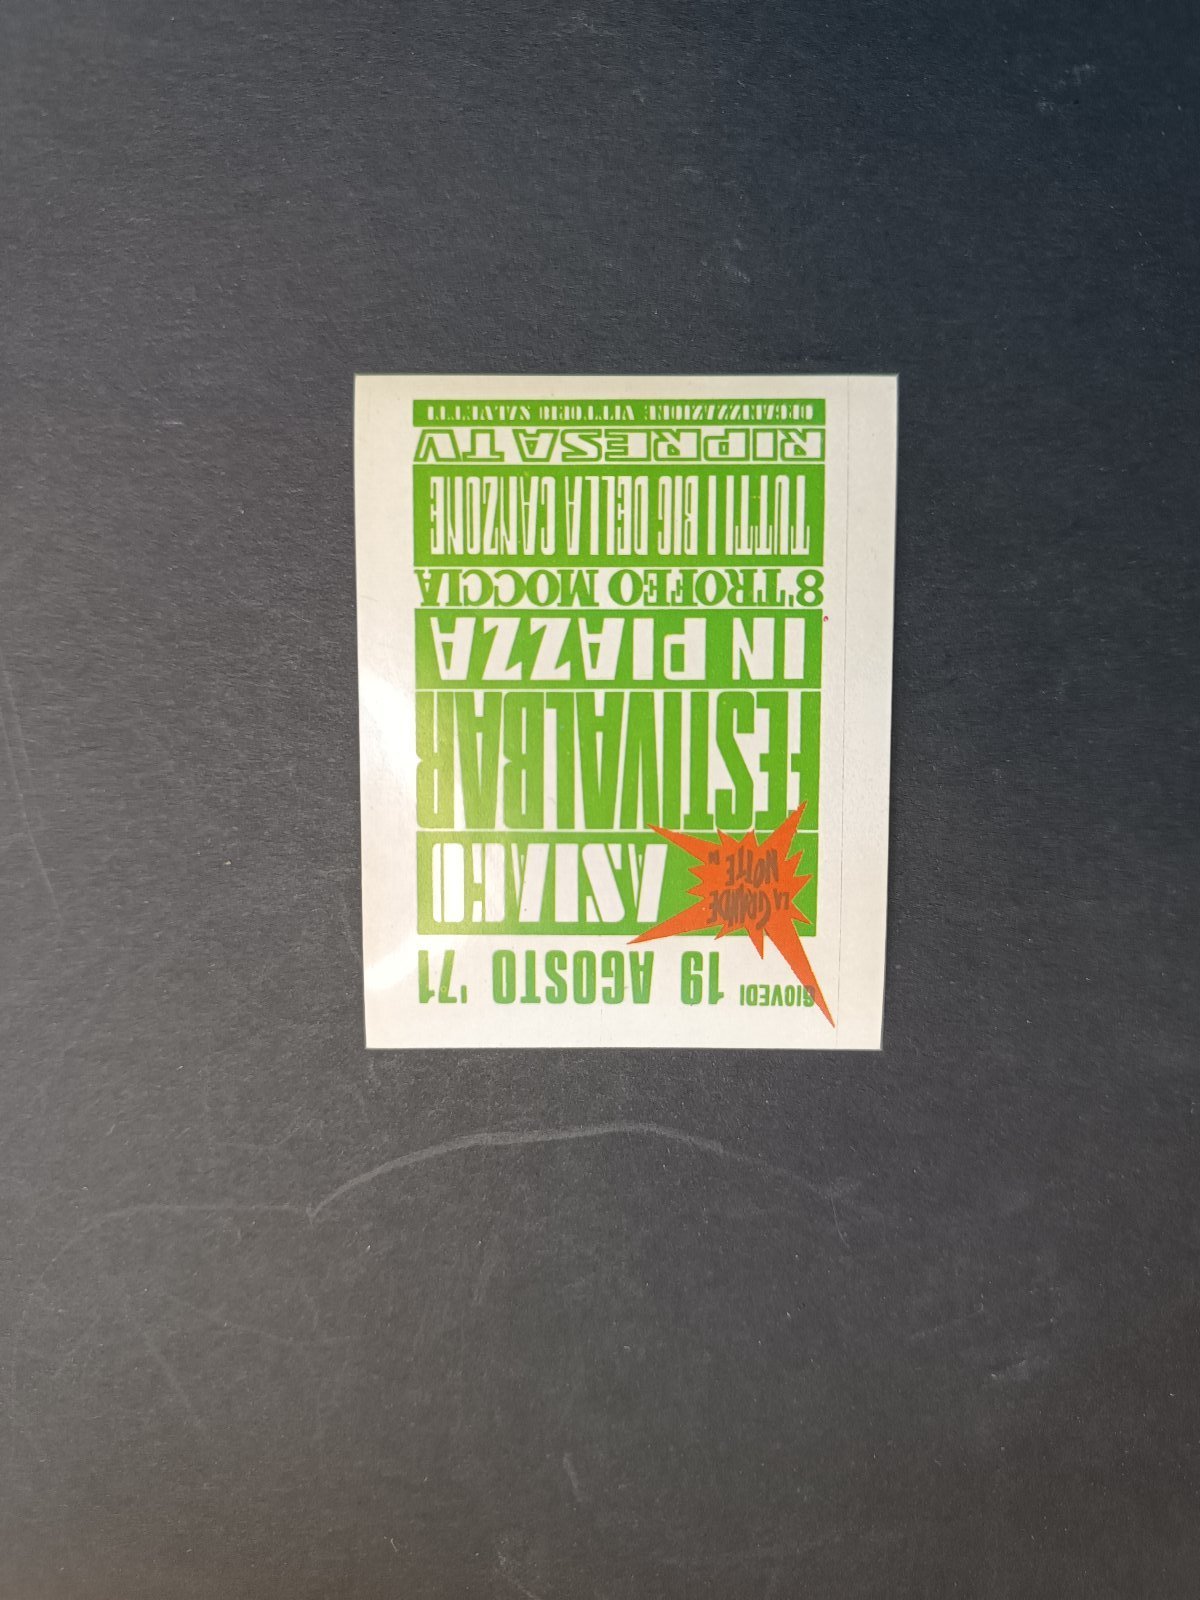 GIOVEDI 19 AGOSTO '71
LA GRANDE
NOTTE DI
ASIAGO
FESTIVALBAR
IN PIAZZA
8° TROFEO MOCCIA
TUTTI I BIG DELLA CANZONE
RIPRESA TV
ORGANIZZAZIONE VITTORIO SALVETTI